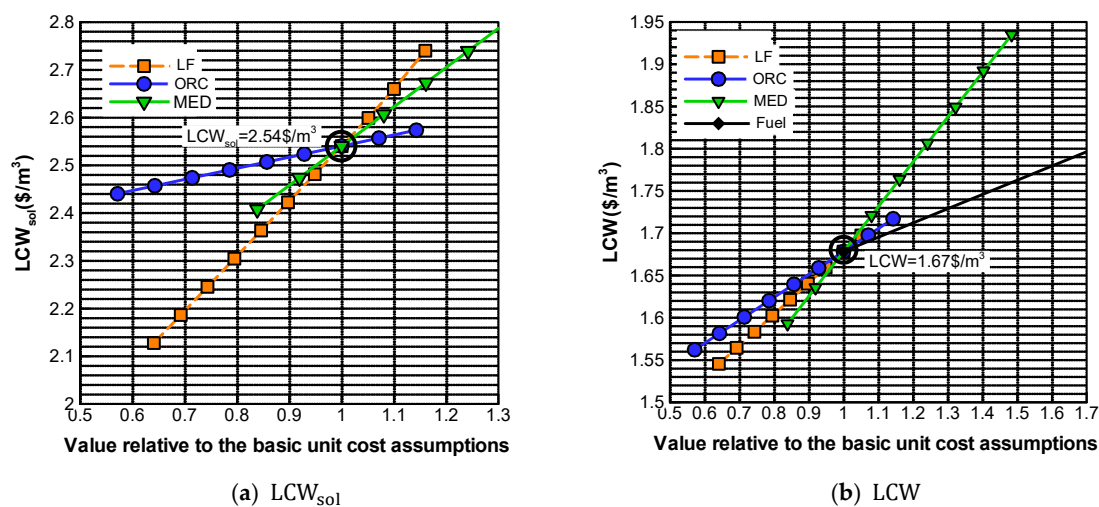 2.8
2.7
2.6
2.5
2.4
2.3
2.2
2.1
2
LCWsol($/m³)
LF
ORC
MED
LCWsol=2.54$/m³
0.5 0.6 0.7 0.8 0.9 1 1.1 1.2 1.3
Value relative to the basic unit cost assumptions
(a) LCWsol
1.95
1.9
1.85
1.8
1.75
1.7
1.65
1.6
1.55
1.5
LCW($/m³)
LF
ORC
MED
Fuel
LCW=1.67$/m³
0.5 0.6 0.7 0.8 0.9 1 1.1 1.2 1.3 1.4 1.5 1.6 1.7
Value relative to the basic unit cost assumptions
(b) LCW